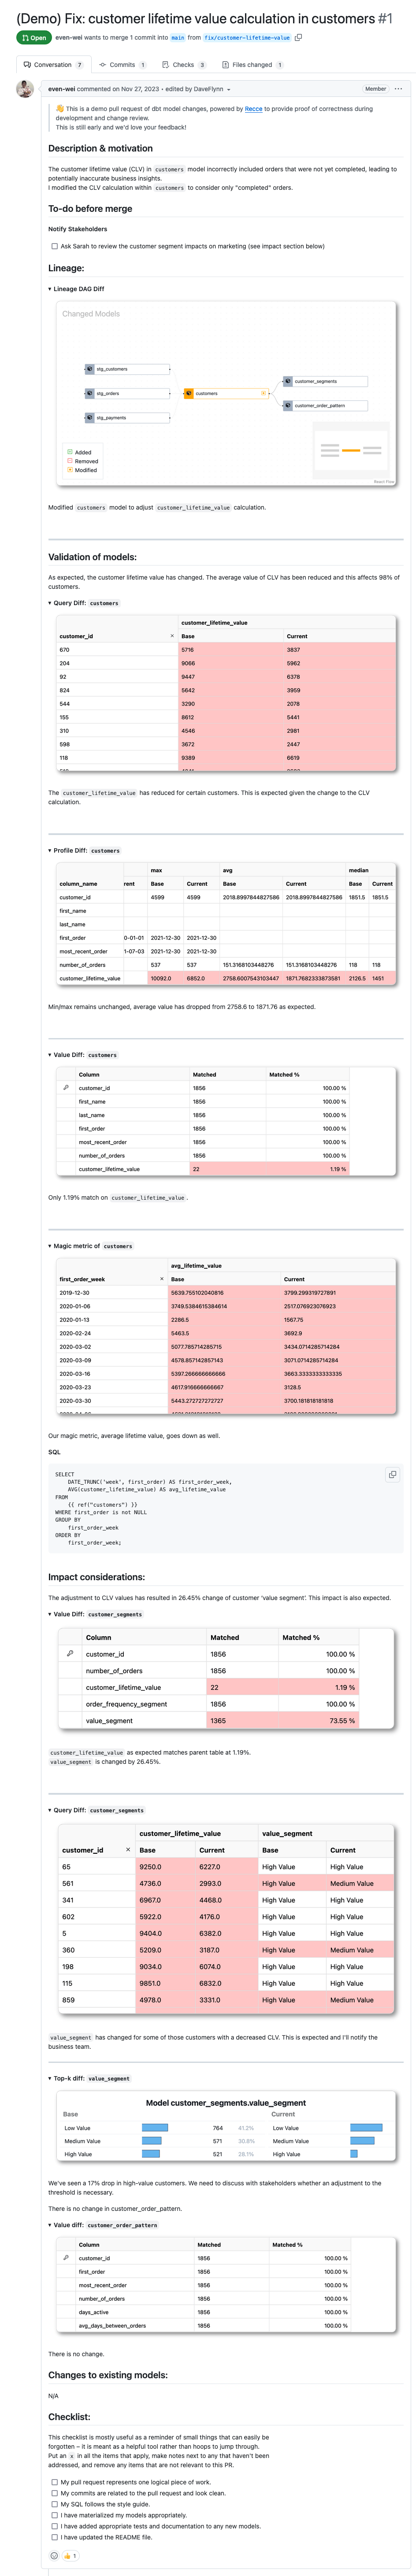 (Demo) Fix: customer lifetime value calculation in customers #1
Open even-wei wants to merge 1 commit into main from fix/customer-lifetime-value
Conversation 7 Commits 1 Checks 3 Files changed 1
even-wei commented on Nov 27, 2023 • edited by DaveFlynn Member
👋 This is a demo pull request of dbt model changes, powered by Recce to provide proof of correctness during
development and change review.
This is still early and we'd love your feedback!
Description & motivation
The customer lifetime value (CLV) in customers model incorrectly included orders that were not yet completed, leading to
potentially inaccurate business insights.
I modified the CLV calculation within customers to consider only "completed" orders.
To-do before merge
Notify Stakeholders
Ask Sarah to review the customer segment impacts on marketing (see impact section below)
Lineage:
▾ Lineage DAG Diff
Changed Models
stg_customers
customer_segments
stg_orders
customers
customer_order_pattern
stg_payments
Added
Removed
Modified
React Flow
Modified customers model to adjust customer_lifetime_value calculation.
Validation of models:
As expected, the customer lifetime value has changed. The average value of CLV has been reduced and this affects 98% of
customers.
▾ Query Diff: customers
customer_lifetime_value
customer_id Base Current
670 5716 3837
204 9066 5962
92 9447 6378
824 5642 3959
544 3290 2078
155 8612 5441
310 4546 2981
598 3672 2447
118 9389 6619
The customer_lifetime_value has reduced for certain customers. This is expected given the change to the CLV
calculation.
▾ Profile Diff: customers
max avg median
column_name rent Base Current Base Current Base Current
customer_id 4599 4599 2018.8997844827586 2018.8997844827586 1851.5 1851.5
first_name
last_name
first_order 0-01-01 2021-12-30 2021-12-30
most_recent_order 1-07-03 2021-12-30 2021-12-30
number_of_orders 537 537 151.3168103448276 151.3168103448276 118 118
customer_lifetime_value 10092.0 6852.0 2758.6007543103447 1871.7682333873581 2126.5 1451
Min/max remains unchanged, average value has dropped from 2758.6 to 1871.76 as expected.
▾ Value Diff: customers
Column Matched Matched %
customer_id 1856 100.00 %
first_name 1856 100.00 %
last_name 1856 100.00 %
first_order 1856 100.00 %
most_recent_order 1856 100.00 %
number_of_orders 1856 100.00 %
customer_lifetime_value 22 1.19 %
Only 1.19% match on customer_lifetime_value.
▾ Magic metric of customers
avg_lifetime_value
first_order_week Base Current
2019-12-30 5639.755102040816 3799.299319727891
2020-01-06 3749.5384615384614 2517.076923076923
2020-01-13 2286.5 1567.75
2020-02-24 5463.5 3692.9
2020-03-02 5077.785714285715 3434.0714285714284
2020-03-09 4578.857142857143 3071.0714285714284
2020-03-16 5397.266666666666 3663.3333333333335
2020-03-23 4617.916666666667 3128.5
2020-03-30 5443.272727272727 3700.181818181818
Our magic metric, average lifetime value, goes down as well.
SQL
SELECT
DATE_TRUNC('week', first_order) AS first_order_week,
AVG(customer_lifetime_value) AS avg_lifetime_value
FROM
{{ ref("customers") }}
WHERE first_order is not NULL
GROUP BY
first_order_week
ORDER BY
first_order_week;
Impact considerations:
The adjustment to CLV values has resulted in 26.45% change of customer 'value segment'. This impact is also expected.
▾ Value Diff: customer_segments
Column Matched Matched %
customer_id 1856 100.00 %
number_of_orders 1856 100.00 %
customer_lifetime_value 22 1.19 %
order_frequency_segment 1856 100.00 %
value_segment 1365 73.55 %
customer_lifetime_value as expected matches parent table at 1.19%.
value_segment is changed by 26.45%.
▾ Query Diff: customer_segments
customer_lifetime_value value_segment
customer_id Base Current Base Current
65 9250.0 6227.0 High Value High Value
561 4736.0 2993.0 High Value Medium Value
341 6967.0 4468.0 High Value High Value
602 5922.0 4176.0 High Value High Value
5 9404.0 6382.0 High Value High Value
360 5209.0 3187.0 High Value Medium Value
198 9034.0 6074.0 High Value High Value
115 9851.0 6832.0 High Value High Value
859 4978.0 3331.0 High Value Medium Value
value_segment has changed for some of those customers with a decreased CLV. This is expected and I'll notify the
business team.
▾ Top-k diff: value_segment
Model customer_segments.value_segment
Base Current
Low Value 764 41.2% Low Value
Medium Value 571 30.8% Medium Value
High Value 521 28.1% High Value
We've seen a 17% drop in high-value customers. We need to discuss with stakeholders whether an adjustment to the
threshold is necessary.
There is no change in customer_order_pattern.
▾ Value diff: customer_order_pattern
Column Matched Matched %
customer_id 1856 100.00 %
first_order 1856 100.00 %
most_recent_order 1856 100.00 %
number_of_orders 1856 100.00 %
days_active 1856 100.00 %
avg_days_between_orders 1856 100.00 %
There is no change.
Changes to existing models:
N/A
Checklist:
This checklist is mostly useful as a reminder of small things that can easily be
forgotten – it is meant as a helpful tool rather than hoops to jump through.
Put an x in all the items that apply, make notes next to any that haven't been
addressed, and remove any items that are not relevant to this PR.
My pull request represents one logical piece of work.
My commits are related to the pull request and look clean.
My SQL follows the style guide.
I have materialized my models appropriately.
I have added appropriate tests and documentation to any new models.
I have updated the README file.
👍 1